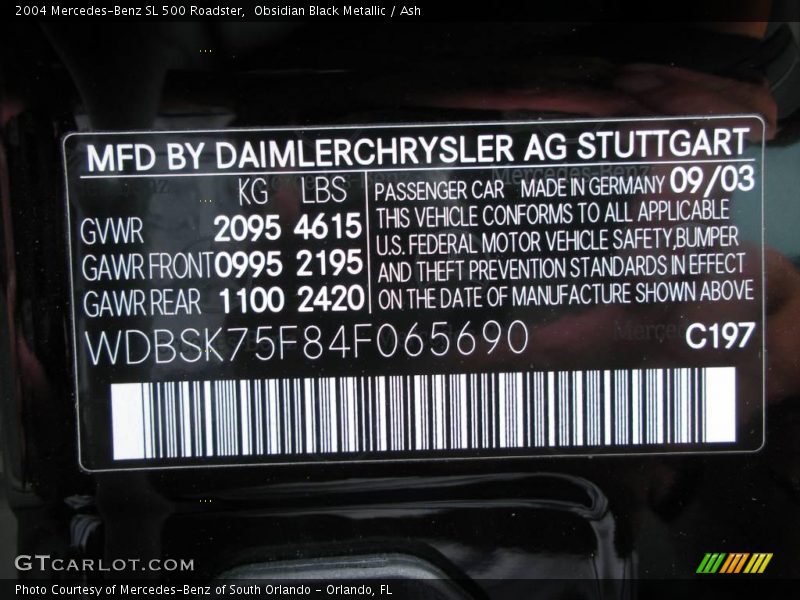 2004 Mercedes-Benz SL 500 Roadster,  Obsidian Black Metallic / Ash
MFD BY DAIMLERCHRYSLER AG STUTTGART
KG LBS
GVWR 2095 4615
GAWR FRONT 0995 2195
GAWR REAR 1100 2420
PASSENGER CAR MADE IN GERMANY 09/03
THIS VEHICLE CONFORMS TO ALL APPLICABLE
U.S. FEDERAL MOTOR VEHICLE SAFETY,BUMPER
AND THEFT PREVENTION STANDARDS IN EFFECT
ON THE DATE OF MANUFACTURE SHOWN ABOVE
WDBSK75F84F065690 C197
GTCARLOT.COM
Photo Courtesy of Mercedes-Benz of South Orlando - Orlando, FL